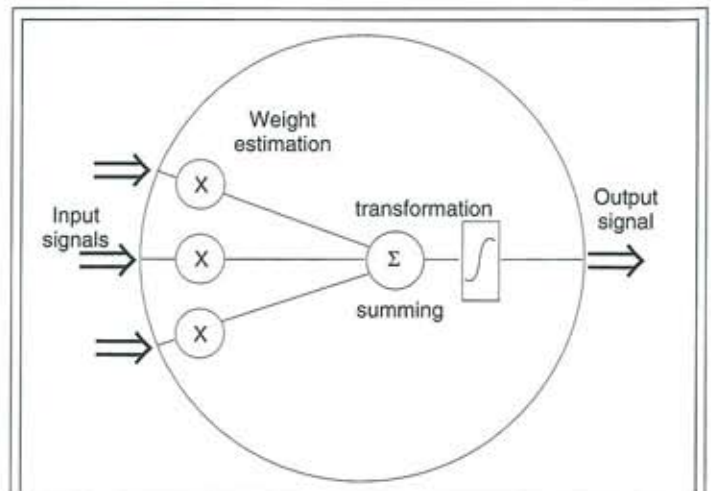 Weight
estimation
X
Input
signals
X
X
transformation
Σ
summing
Output
signal